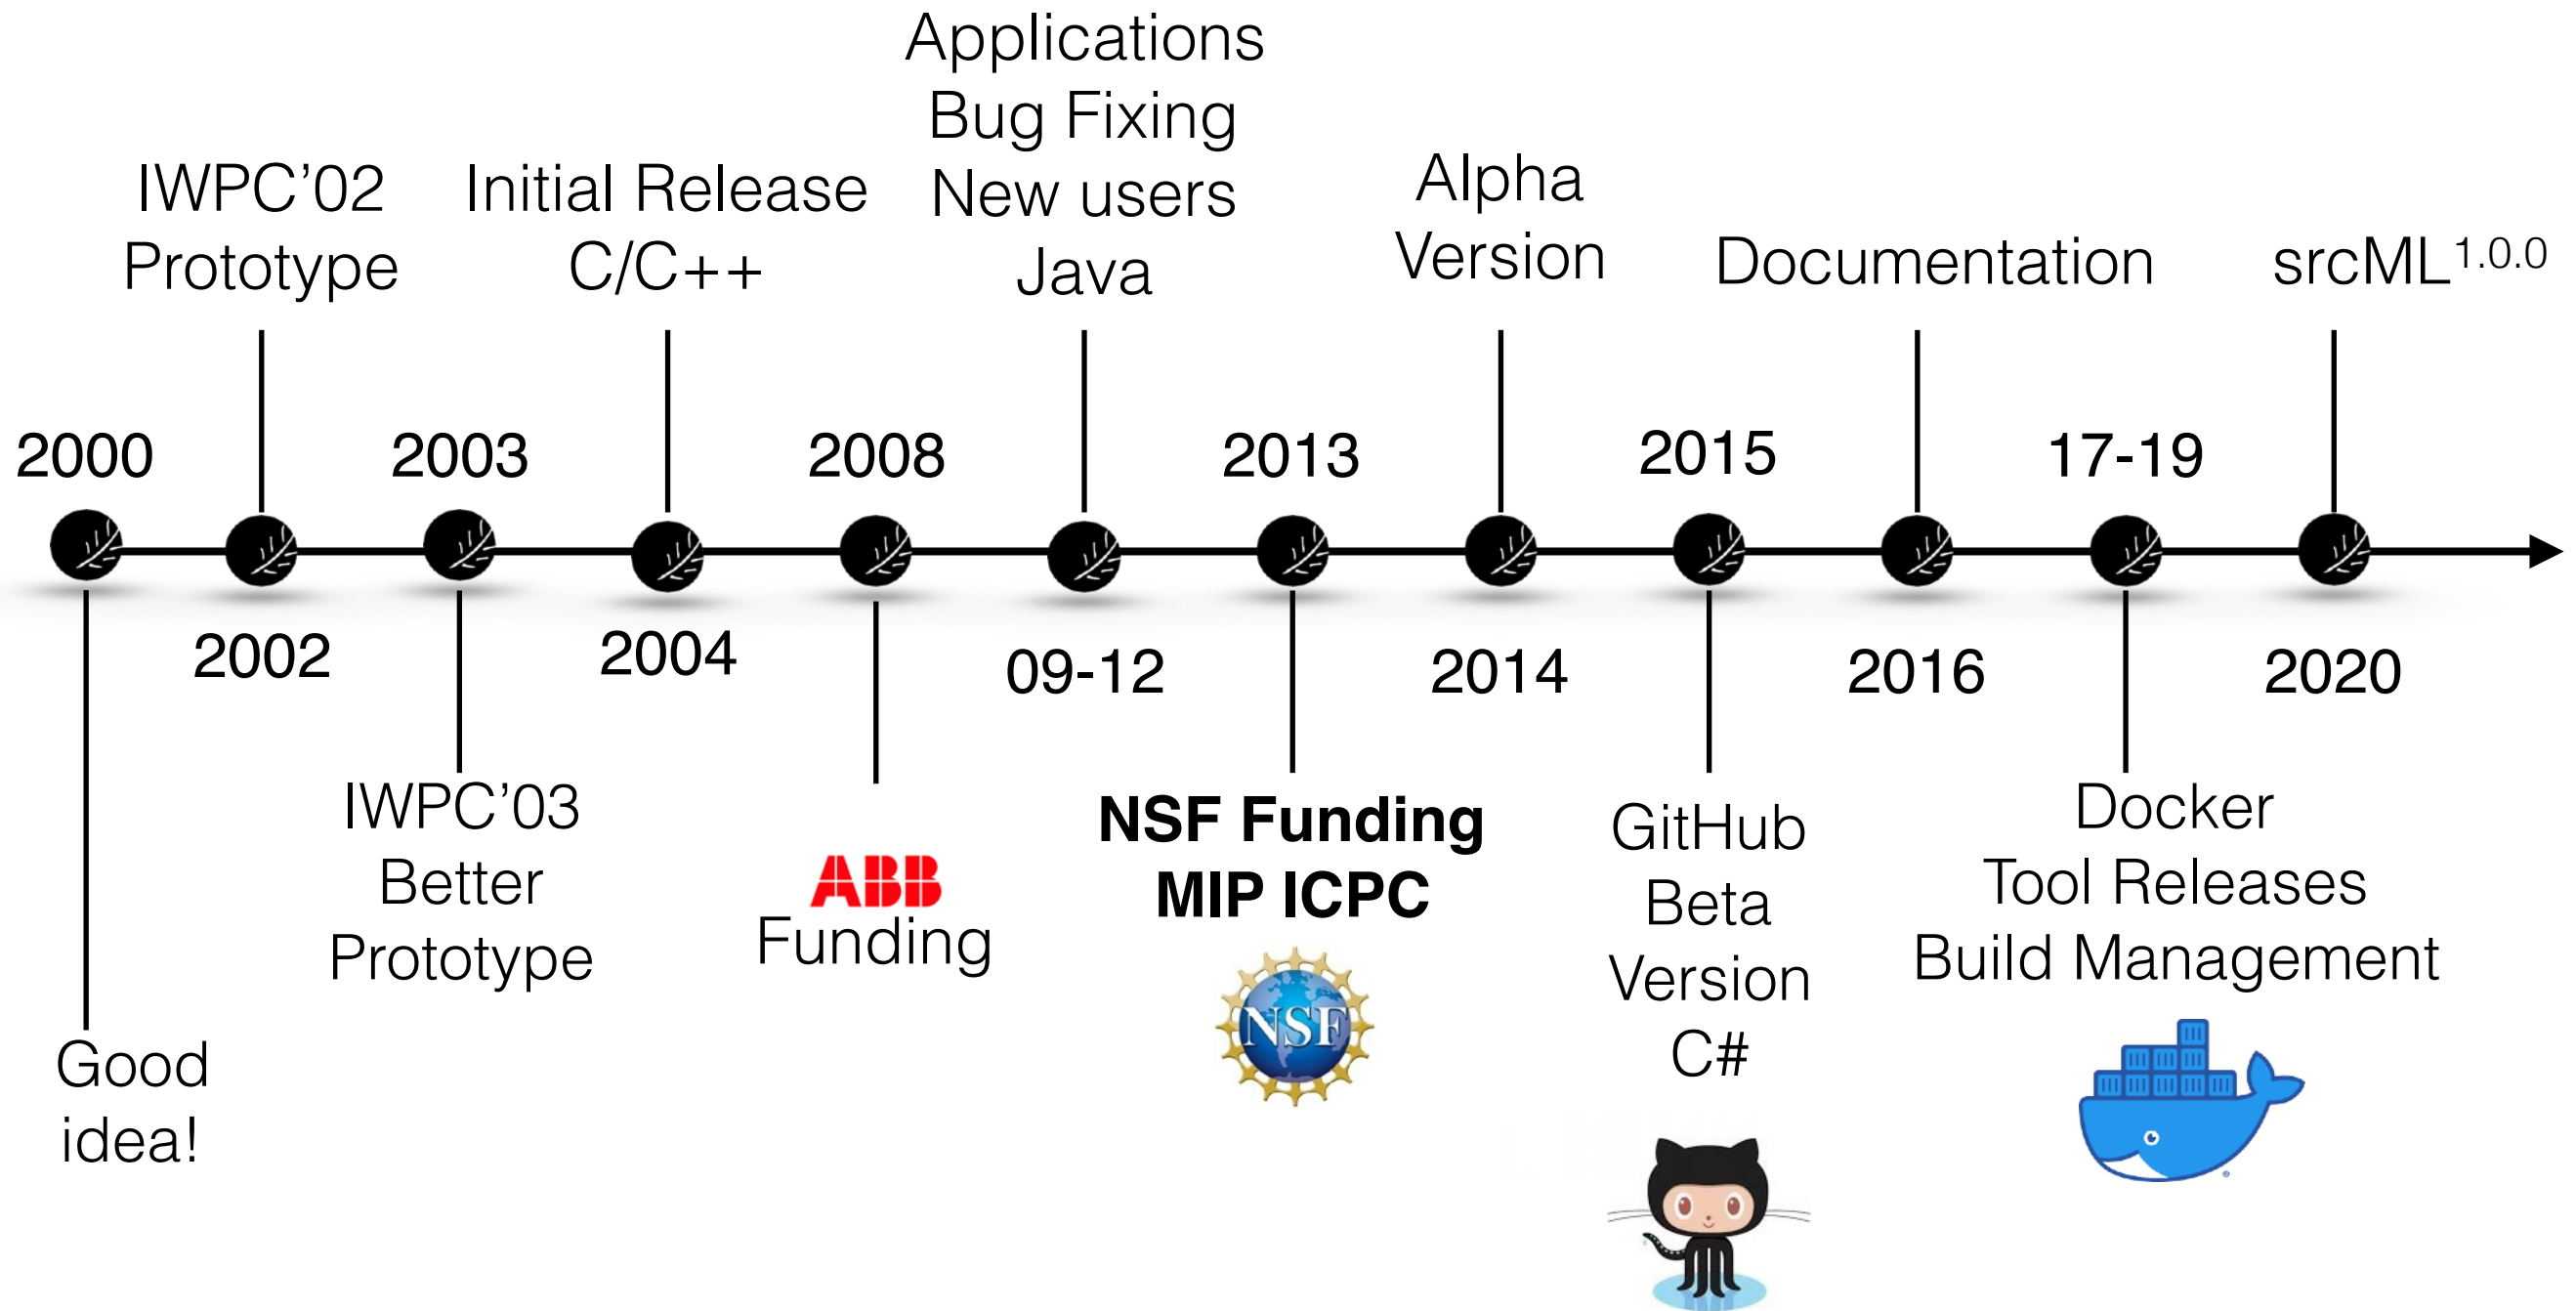 Applications
Bug Fixing
New users
Java
IWPC’02
Prototype
Initial Release
C/C++
Alpha
Version
Documentation
srcML1.0.0
2000
2003
2008
2013
2015
17-19
2002
2004
09-12
2014
2016
2020
Good
idea!
IWPC’03
Better
Prototype
ABB
Funding
NSF Funding
MIP ICPC
NSF
GitHub
Beta
Version
C#
Docker
Tool Releases
Build Management